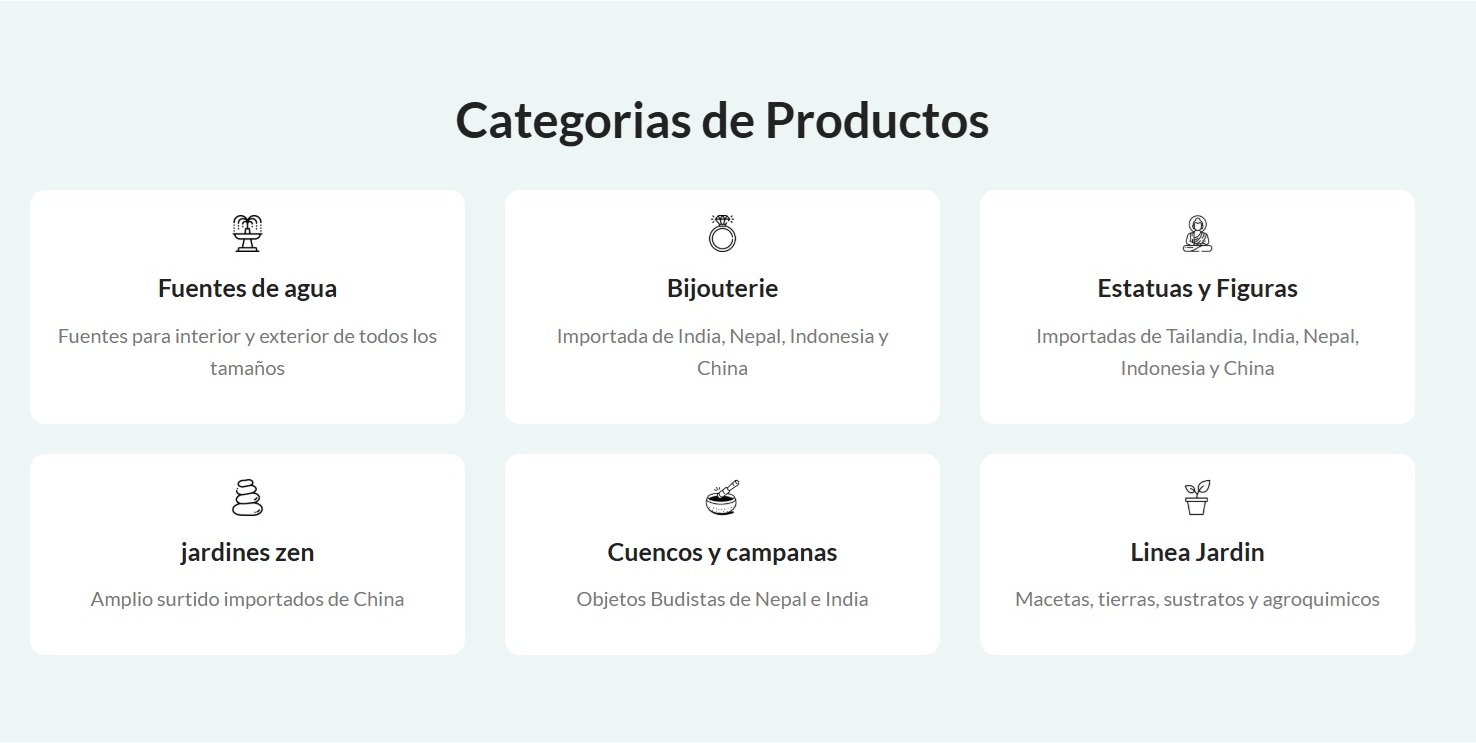 Categorias de Productos
Fuentes de agua
Fuentes para interior y exterior de todos los
tamaños
Bijouterie
Importada de India, Nepal, Indonesia y
China
Estatuas y Figuras
Importadas de Tailandia, India, Nepal,
Indonesia y China
jardines zen
Amplio surtido importados de China
Cuencos y campanas
Objetos Budistas de Nepal e India
Linea Jardin
Macetas, tierras, sustratos y agroquimicos